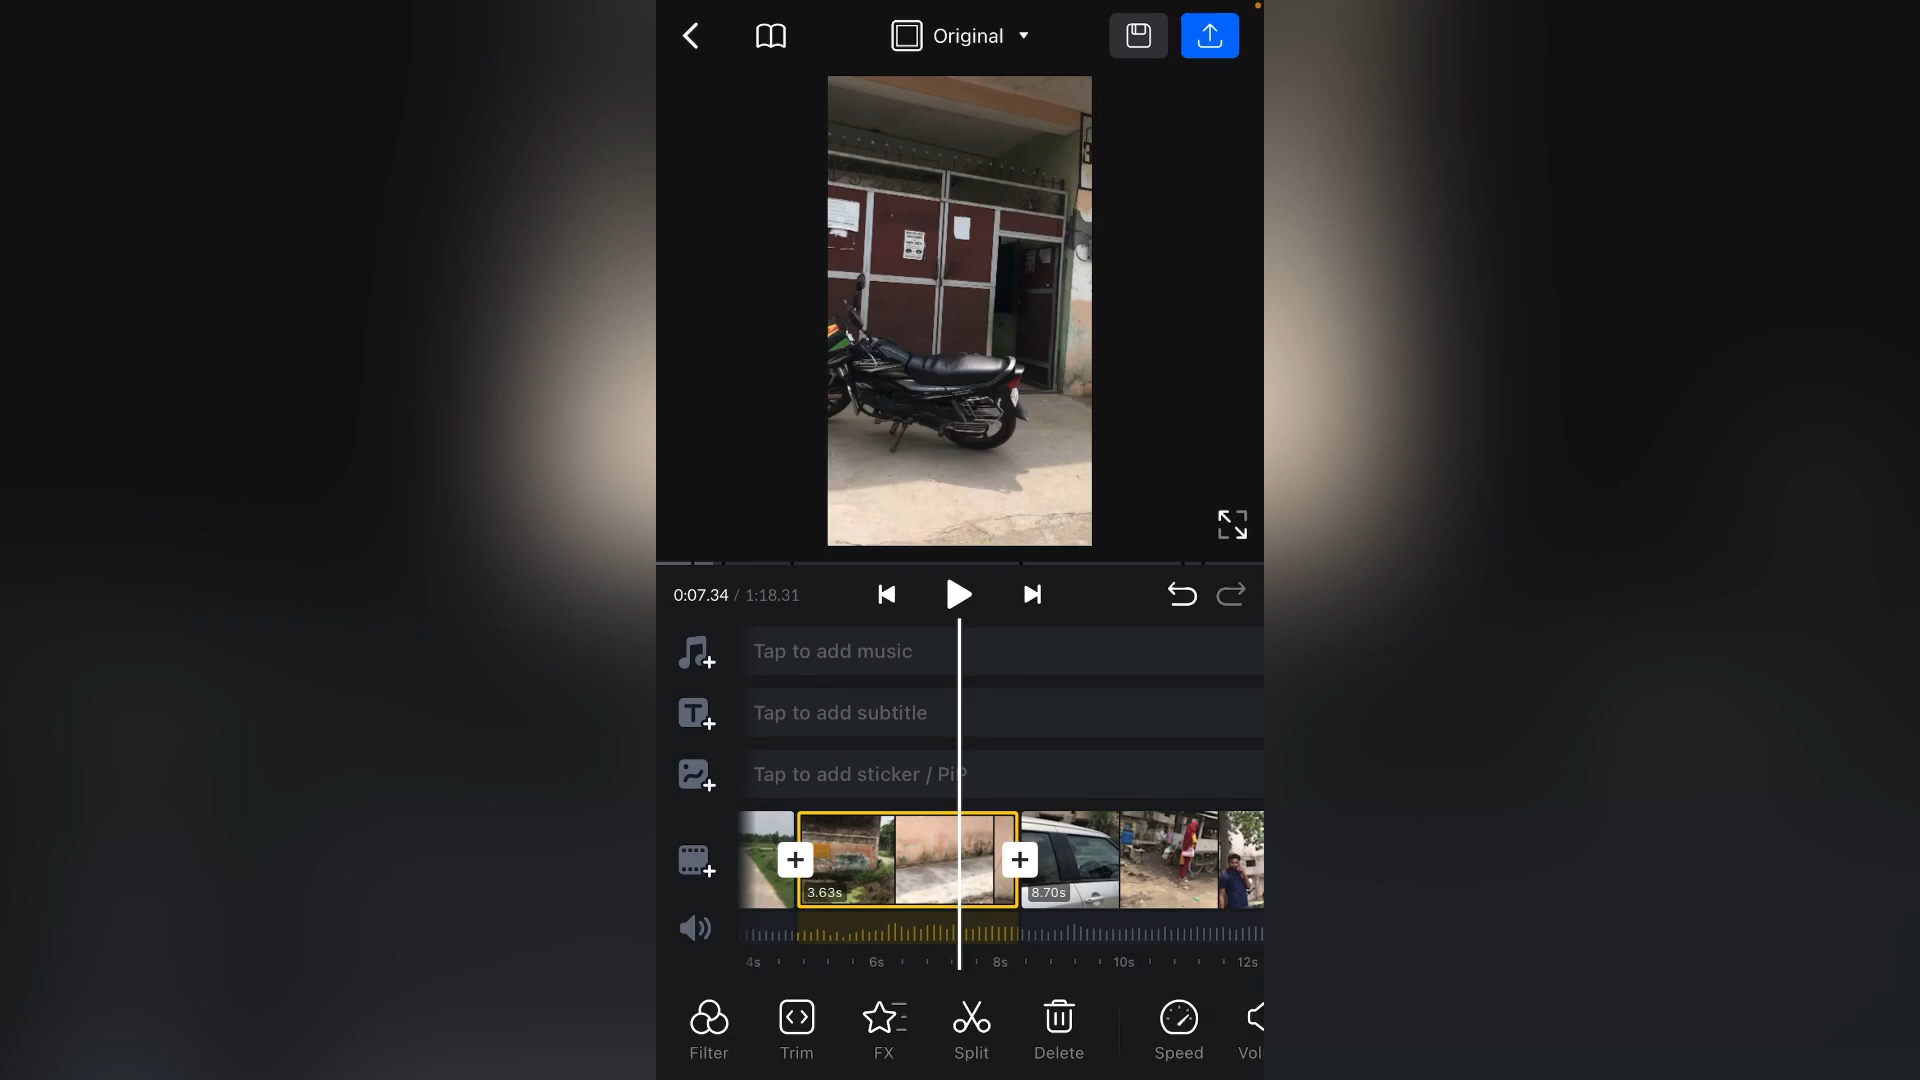 Original
0:07.34 / 1:18.31
Tap to add music
Tap to add subtitle
Tap to add sticker / PiP
3.63s
8.70s
4s 6s 8s 10s 12s
Filter Trim FX Split Delete Speed Vol